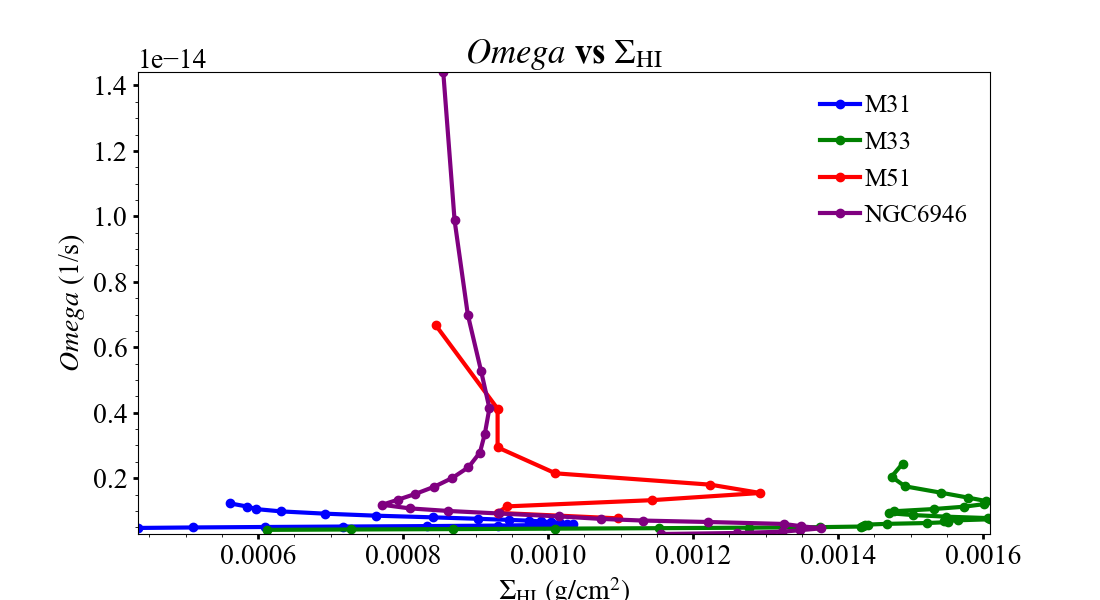 Omega vs Σ_HI
1e−14
1.4
1.2
1.0
0.8
0.6
0.4
0.2
Omega (1/s)
M31
M33
M51
NGC6946
0.0006 0.0008 0.0010 0.0012 0.0014 0.0016
Σ_HI (g/cm²)